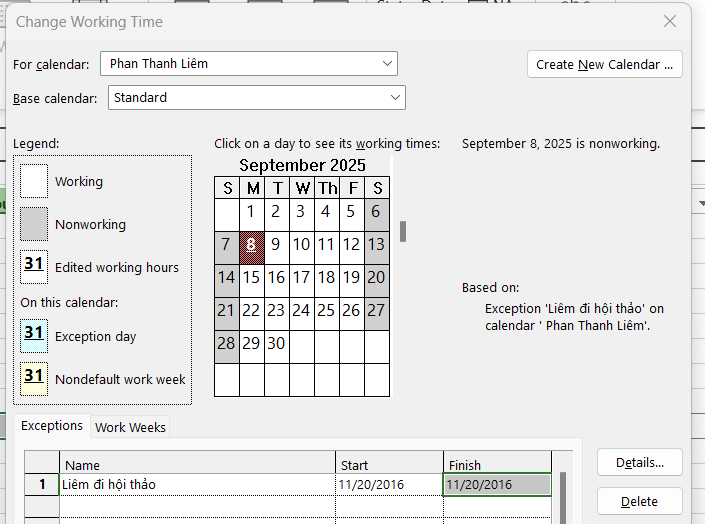 Change Working Time
For calendar: Phan Thanh Liêm
Create New Calendar ...
Base calendar: Standard
Legend:
Click on a day to see its working times:
September 8, 2025 is nonworking.
Working
Nonworking
31 Edited working hours
On this calendar:
31 Exception day
31 Nondefault work week
September 2025
S M T W Th F S
1 2 3 4 5 6
7 8 9 10 11 12 13
14 15 16 17 18 19 20
21 22 23 24 25 26 27
28 29 30
Based on:
Exception 'Liêm đi hội thảo' on
calendar ' Phan Thanh Liêm'.
Exceptions Work Weeks
Name Start Finish
1 Liêm đi hội thảo 11/20/2016 11/20/2016
Details...
Delete